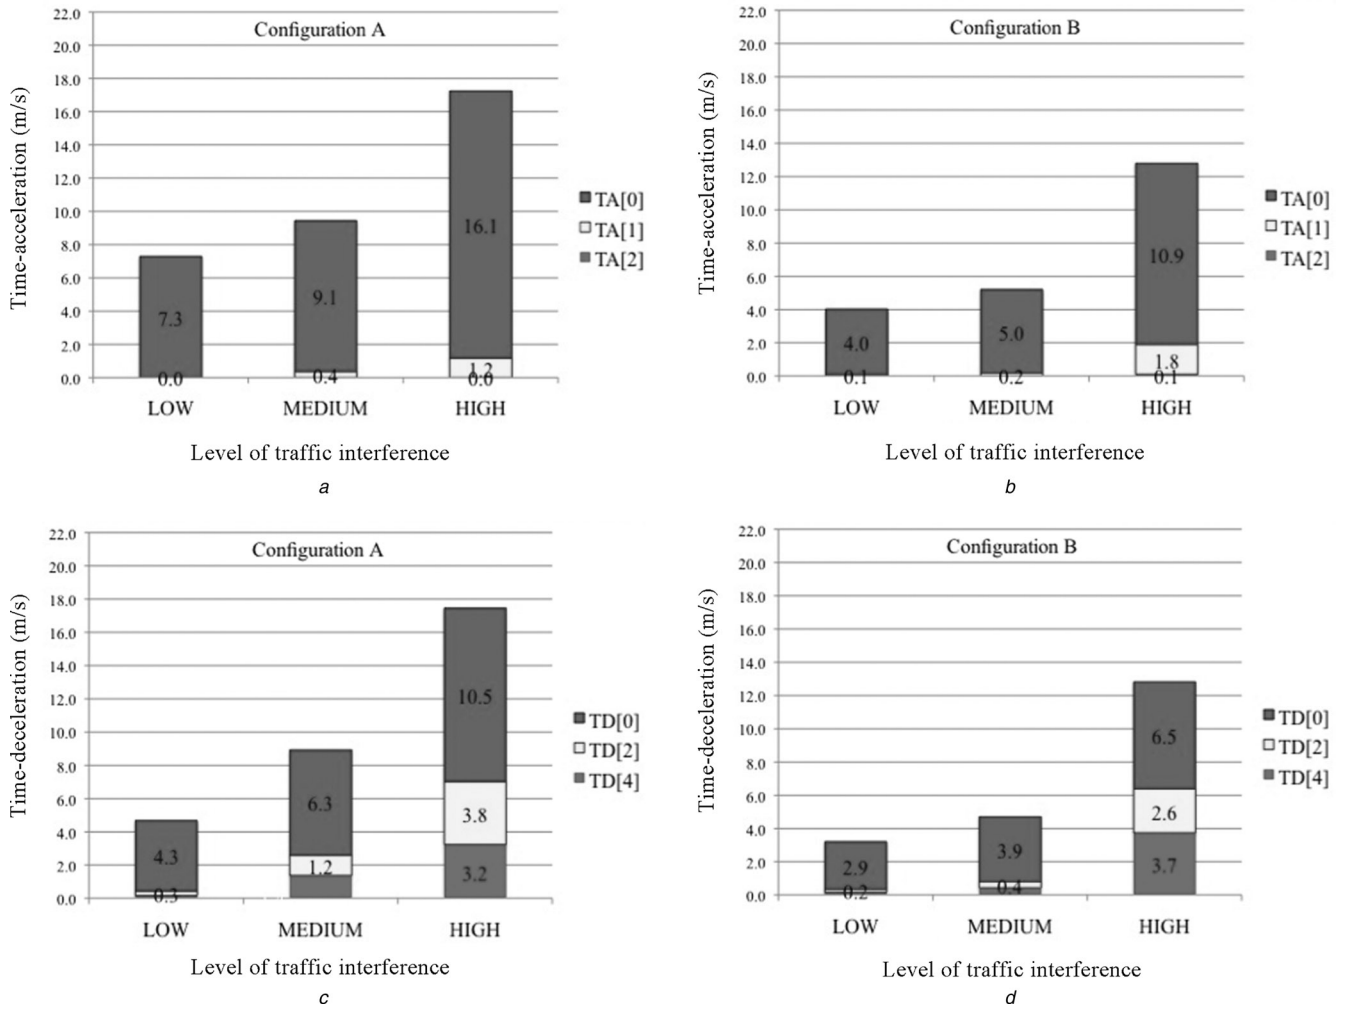 Configuration A
Time-acceleration (m/s)
22.0
20.0
18.0
16.0
14.0
12.0
10.0
8.0
6.0
4.0
2.0
0.0
7.3
0.0
9.1
0.4
16.1
1.2
0.0
TA[0]
TA[1]
TA[2]
LOW MEDIUM HIGH
Level of traffic interference
a
Configuration B
Time-acceleration (m/s)
22.0
20.0
18.0
16.0
14.0
12.0
10.0
8.0
6.0
4.0
2.0
0.0
4.0
0.1
5.0
0.2
10.9
1.8
0.1
TA[0]
TA[1]
TA[2]
LOW MEDIUM HIGH
Level of traffic interference
b
Configuration A
Time-deceleration (m/s)
22.0
20.0
18.0
16.0
14.0
12.0
10.0
8.0
6.0
4.0
2.0
0.0
4.3
0.3
6.3
1.2
10.5
3.8
3.2
TD[0]
TD[2]
TD[4]
LOW MEDIUM HIGH
Level of traffic interference
c
Configuration B
Time-deceleration (m/s)
22.0
20.0
18.0
16.0
14.0
12.0
10.0
8.0
6.0
4.0
2.0
0.0
2.9
0.2
3.9
0.4
6.5
2.6
3.7
TD[0]
TD[2]
TD[4]
LOW MEDIUM HIGH
Level of traffic interference
d